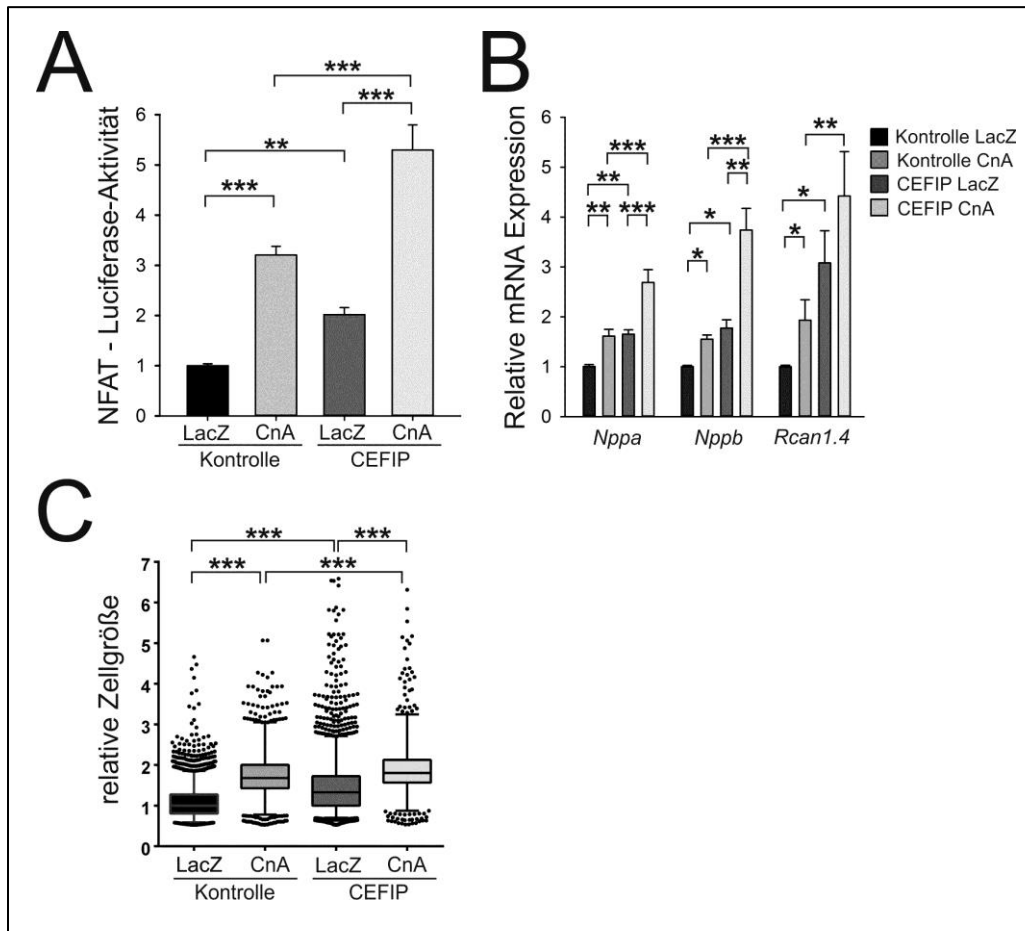 A
NFAT - Luciferase-Aktivität
6
5
4
3
2
1
0
***
***
**
***
LacZ
CnA
LacZ
CnA
Kontrolle
CEFIP
B
Relative mRNA Expression
6
5
4
3
2
1
0
***
**
**
***
***
**
*
*
**
*
*
Nppa
Nppb
Rcan1.4
Kontrolle LacZ
Kontrolle CnA
CEFIP LacZ
CEFIP CnA
C
relative Zellgröße
7
6
5
4
3
2
1
0
***
***
***
***
LacZ
CnA
LacZ
CnA
Kontrolle
CEFIP